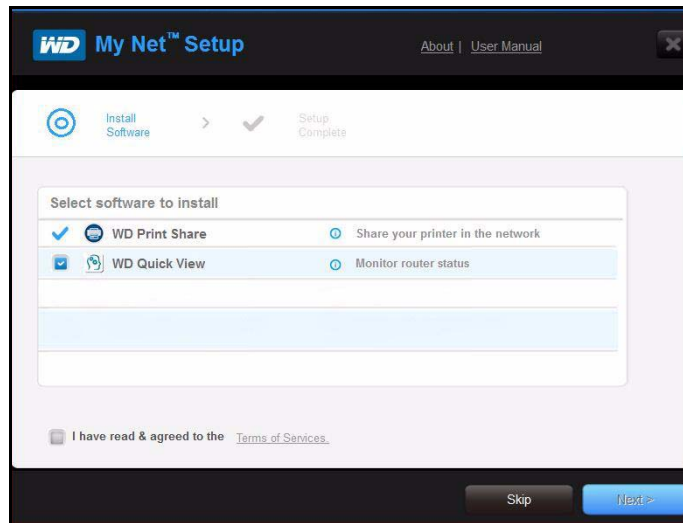 WD My Net™ Setup
About | User Manual
Install
Software
>
Setup
Complete
Select software to install
WD Print Share
Share your printer in the network
WD Quick View
Monitor router status
I have read & agreed to the Terms of Services.
Skip
Next >